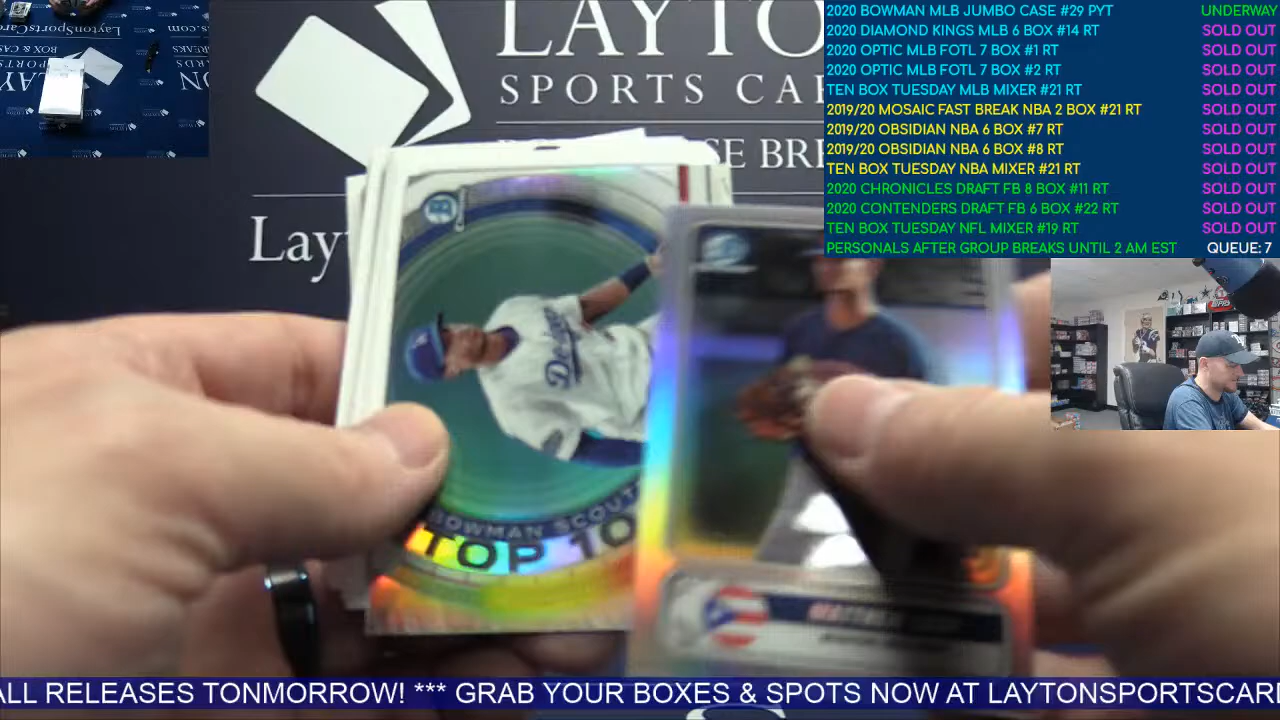 2020 BOWMAN MLB JUMBO CASE #29 PYT UNDERWAY
2020 DIAMOND KINGS MLB 6 BOX #14 RT SOLD OUT
2020 OPTIC MLB FOTL 7 BOX #1 RT SOLD OUT
2020 OPTIC MLB FOTL 7 BOX #2 RT SOLD OUT
TEN BOX TUESDAY MLB MIXER #21 RT SOLD OUT
2019/20 MOSAIC FAST BREAK NBA 2 BOX #21 RT SOLD OUT
2019/20 OBSIDIAN NBA 6 BOX #7 RT SOLD OUT
2019/20 OBSIDIAN NBA 6 BOX #8 RT SOLD OUT
TEN BOX TUESDAY NBA MIXER #21 RT SOLD OUT
2020 CHRONICLES DRAFT FB 8 BOX #11 RT SOLD OUT
2020 CONTENDERS DRAFT FB 6 BOX #22 RT SOLD OUT
TEN BOX TUESDAY NFL MIXER #19 RT SOLD OUT
PERSONALS AFTER GROUP BREAKS UNTIL 2 AM EST QUEUE: 7
LAYTO
SPORTS CA
SE BRE
Layt
Dodgers
BOWMAN SCOUT
TOP 10
ALL RELEASES TONMORROW! *** GRAB YOUR BOXES & SPOTS NOW AT LAYTONSPORTSCAR